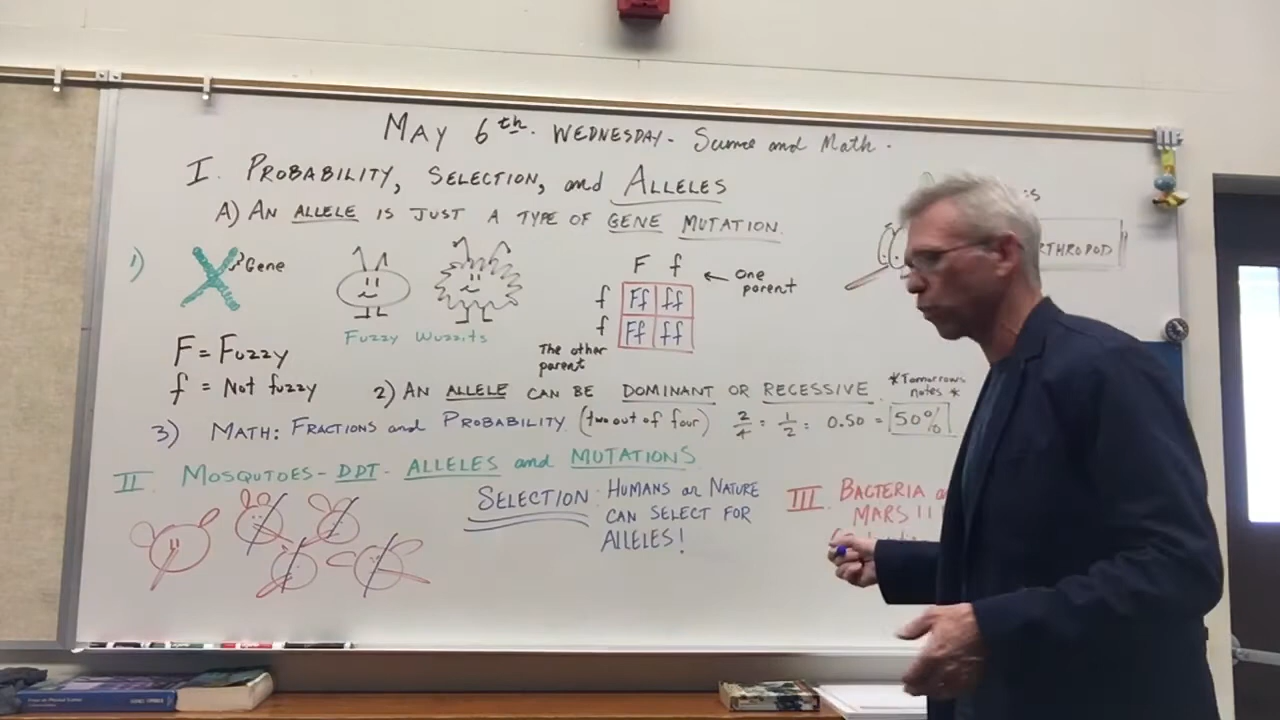 MAY 6th. WEDNESDAY - Science and Math.
I. PROBABILITY, SELECTION, and ALLELES
A) AN ALLELE IS JUST A TYPE OF GENE MUTATION.
1)
Gene
Fuzzy Wuzzits
F f
One parent
f Ff ff
f Ff ff
The other parent
F = FUZZY
f = Not fuzzy
2) AN ALLELE CAN BE DOMINANT OR RECESSIVE.
*Tomorrows notes *
3) MATH: FRACTIONS and PROBABILITY (two out of four) 2/4 = 1/2 = 0.50 = 50%
II. MOSQUTOES - DDT - ALLELES and MUTATIONS
SELECTION: HUMANS or NATURE
CAN SELECT FOR
ALLELES!
III. BACTERIA
MARS !!
RTHROPOD